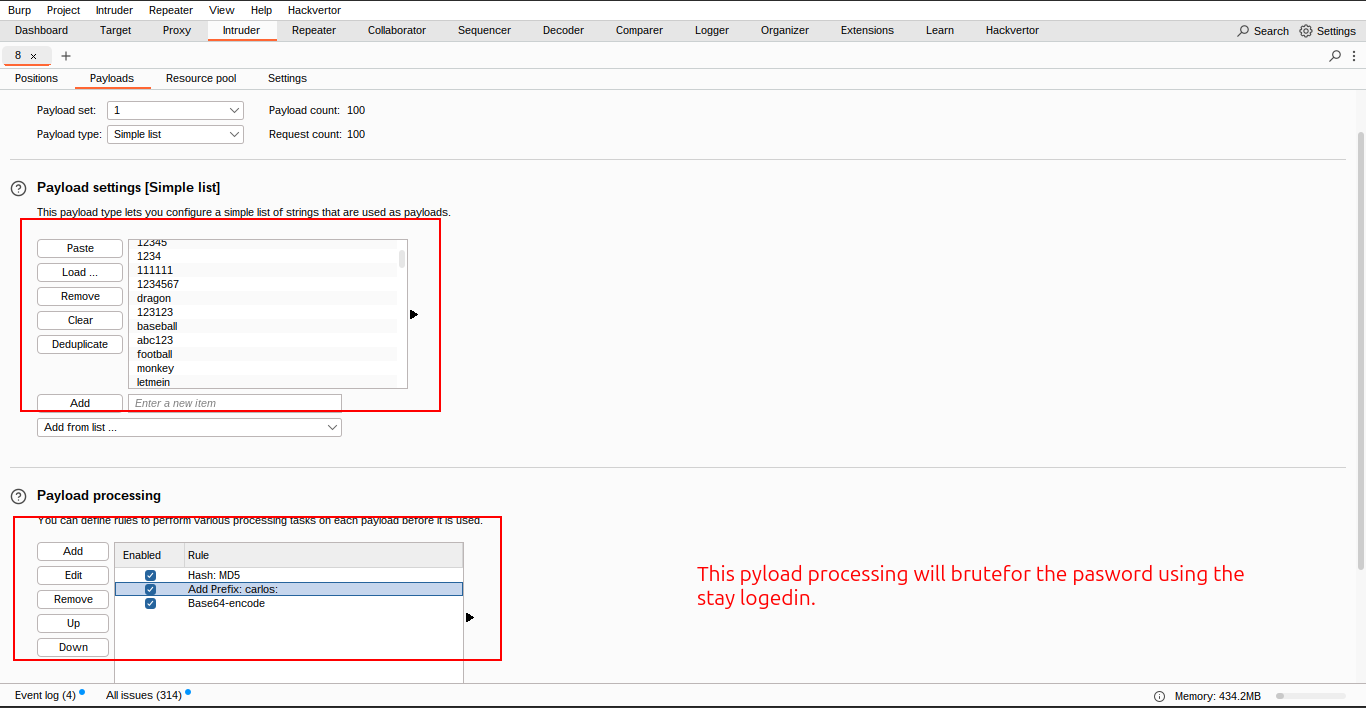 Burp Project Intruder Repeater View Help Hackvertor
Dashboard Target Proxy Intruder Repeater Collaborator Sequencer Decoder Comparer Logger Organizer Extensions Learn Hackvertor Search Settings
8 × +
Positions Payloads Resource pool Settings
Payload set: 1 Payload count: 100
Payload type: Simple list Request count: 100
? Payload settings [Simple list]
This payload type lets you configure a simple list of strings that are used as payloads.
Paste
Load ...
Remove
Clear
Deduplicate
12345
1234
111111
1234567
dragon
123123
baseball
abc123
football
monkey
letmein
Add Enter a new item
Add from list ...
? Payload processing
You can define rules to perform various processing tasks on each payload before it is used.
Add
Edit
Remove
Up
Down
Enabled Rule
Hash: MD5
Add Prefix: carlos:
Base64-encode
This pyload processing will brutefor the pasword using the
stay logedin.
Event log (4) All issues (314) Memory: 434.2MB